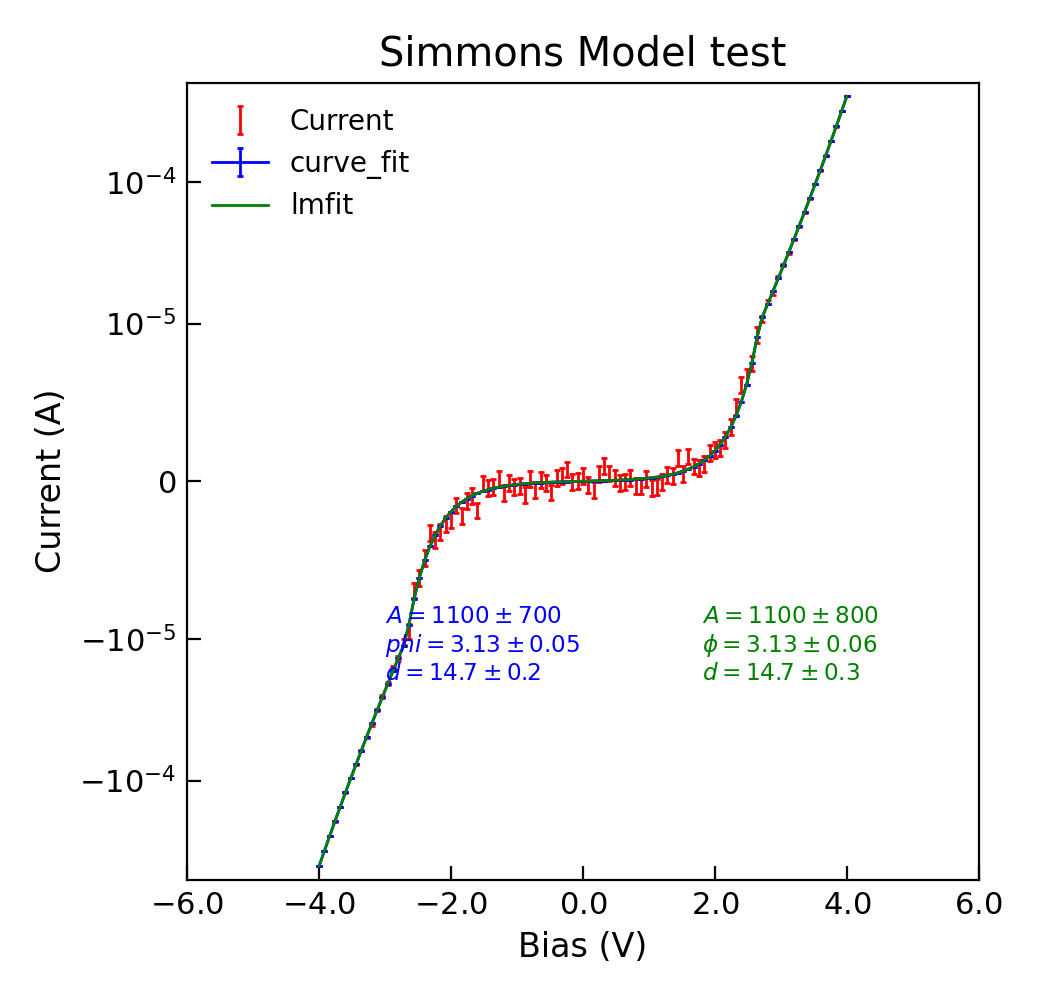 Simmons Model test
Current
curve_fit
lmfit
Current (A)
10⁻⁴
10⁻⁵
0
−10⁻⁵
−10⁻⁴
A = 1100 ± 700
phi = 3.13 ± 0.05
d = 14.7 ± 0.2
A = 1100 ± 800
ϕ = 3.13 ± 0.06
d = 14.7 ± 0.3
−6.0 −4.0 −2.0 0.0 2.0 4.0 6.0
Bias (V)